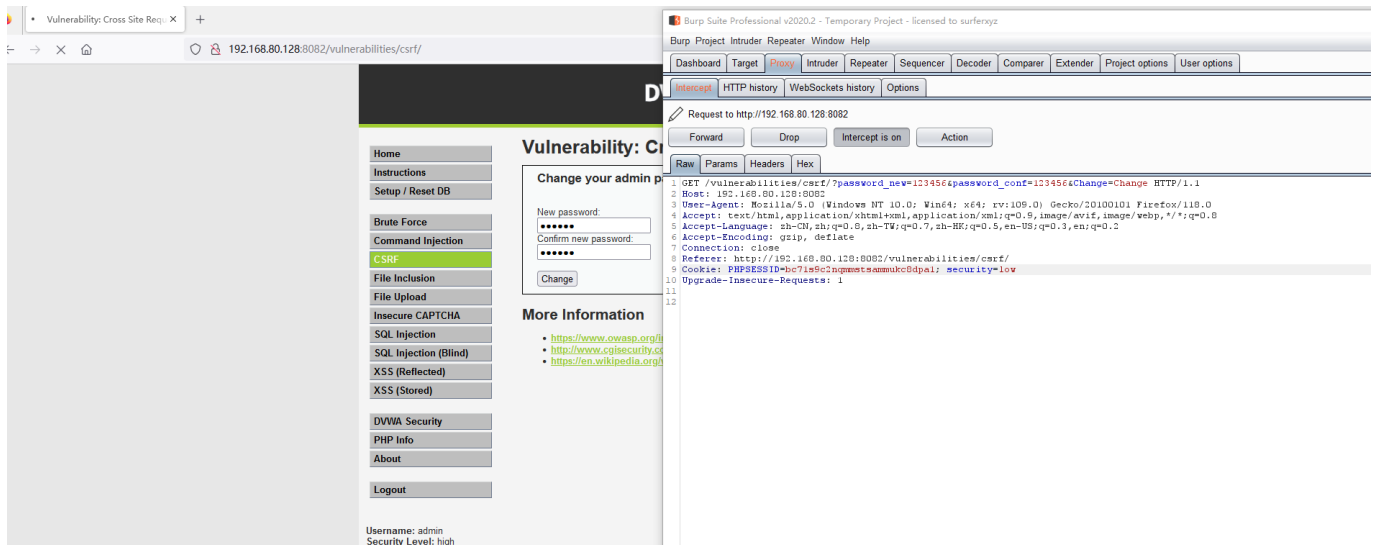 Vulnerability: Cross Site Requ
192.168.80.128:8082/vulnerabilities/csrf/
Home
Instructions
Setup / Reset DB
Brute Force
Command Injection
CSRF
File Inclusion
File Upload
Insecure CAPTCHA
SQL Injection
SQL Injection (Blind)
XSS (Reflected)
XSS (Stored)
DVWA Security
PHP Info
About
Logout
Username: admin
Security Level: high
Vulnerability: C
Change your admin p
New password:
••••••
Confirm new password:
••••••
Change
More Information
https://www.owasp.org/i
http://www.cgisecurity.c
https://en.wikipedia.org/
Burp Suite Professional v2020.2 - Temporary Project - licensed to surferxyz
Burp Project Intruder Repeater Window Help
Dashboard Target Proxy Intruder Repeater Sequencer Decoder Comparer Extender Project options User options
Intercept HTTP history WebSockets history Options
Request to http://192.168.80.128:8082
Forward Drop Intercept is on Action
Raw Params Headers Hex
1 GET /vulnerabilities/csrf/?password_new=123456&password_conf=123456&Change=Change HTTP/1.1
2 Host: 192.168.80.128:8082
3 User-Agent: Mozilla/5.0 (Windows NT 10.0; Win64; x64; rv:109.0) Gecko/20100101 Firefox/118.0
4 Accept: text/html,application/xhtml+xml,application/xml;q=0.9,image/avif,image/webp,*/*;q=0.8
5 Accept-Language: zh-CN,zh;q=0.8,zh-TW;q=0.7,zh-HK;q=0.5,en-US;q=0.3,en;q=0.2
6 Accept-Encoding: gzip, deflate
7 Connection: close
8 Referer: http://192.168.80.128:8082/vulnerabilities/csrf/
9 Cookie: PHPSESSID=bc71s9c2nqmmstsammukc8dpa1; security=low
10 Upgrade-Insecure-Requests: 1
11
12